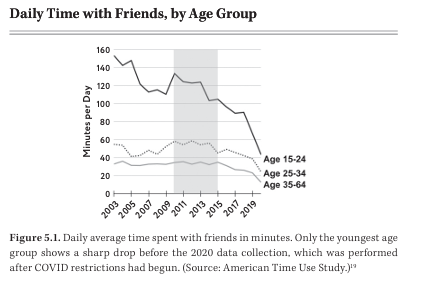 Daily Time with Friends, by Age Group
160
140
120
100
80
60
40
20
0
Minutes per Day
2003
2005
2007
2009
2011
2013
2015
2017
2019
Age 15-24
Age 25-34
Age 35-64
Figure 5.1. Daily average time spent with friends in minutes. Only the youngest age
group shows a sharp drop before the 2020 data collection, which was performed
after COVID restrictions had begun. (Source: American Time Use Study.)¹⁹